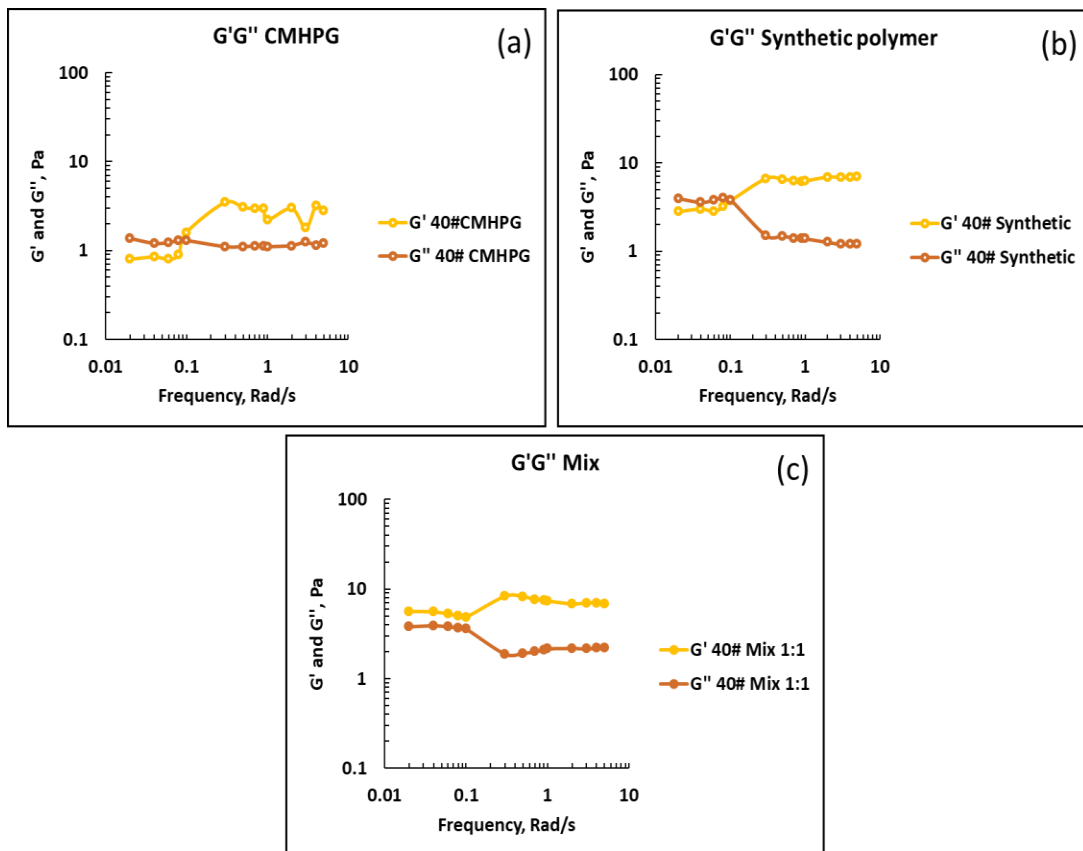 G'G'' CMHPG
(a)
100
10
1
0.1
G' and G'', Pa
0.01
0.1
1
10
Frequency, Rad/s
G' 40#CMHPG
G'' 40# CMHPG
G'G'' Synthetic polymer
(b)
100
10
1
0.1
G' and G'', Pa
0.01
0.1
1
10
Frequency, Rad/s
G' 40# Synthetic
G'' 40# Synthetic
G'G'' Mix
(c)
100
10
1
0.1
G' and G'', Pa
0.01
0.1
1
10
Frequency, Rad/s
G' 40# Mix 1:1
G'' 40# Mix 1:1